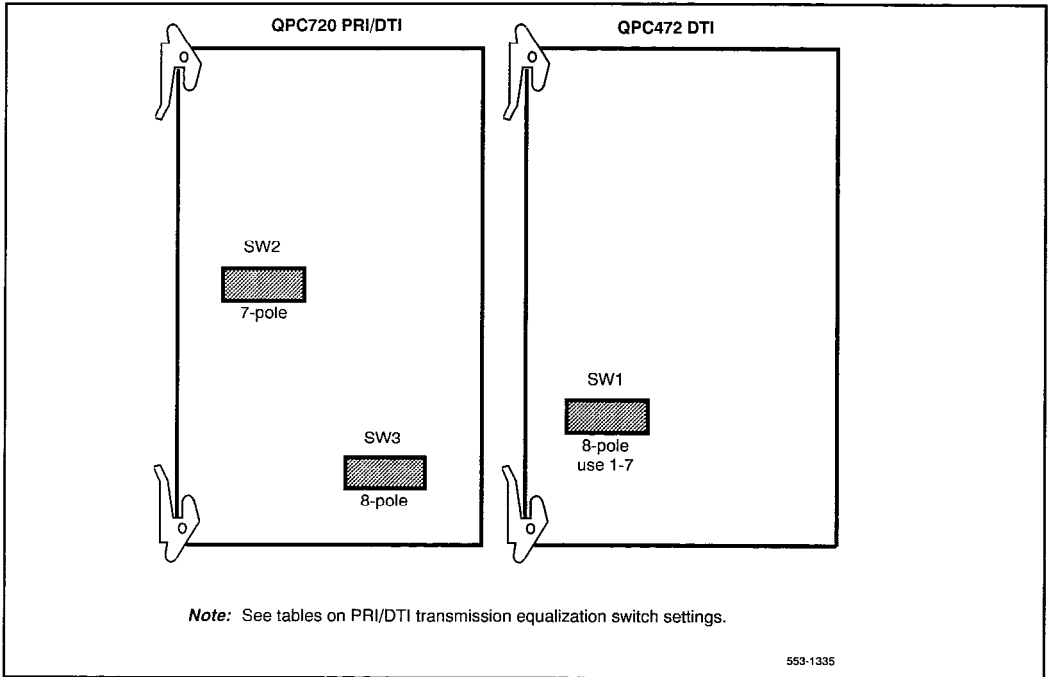 QPC720 PRI/DTI
SW2
7-pole
SW3
8-pole
QPC472 DTI
SW1
8-pole
use 1-7
Note: See tables on PRI/DTI transmission equalization switch settings.
553-1335